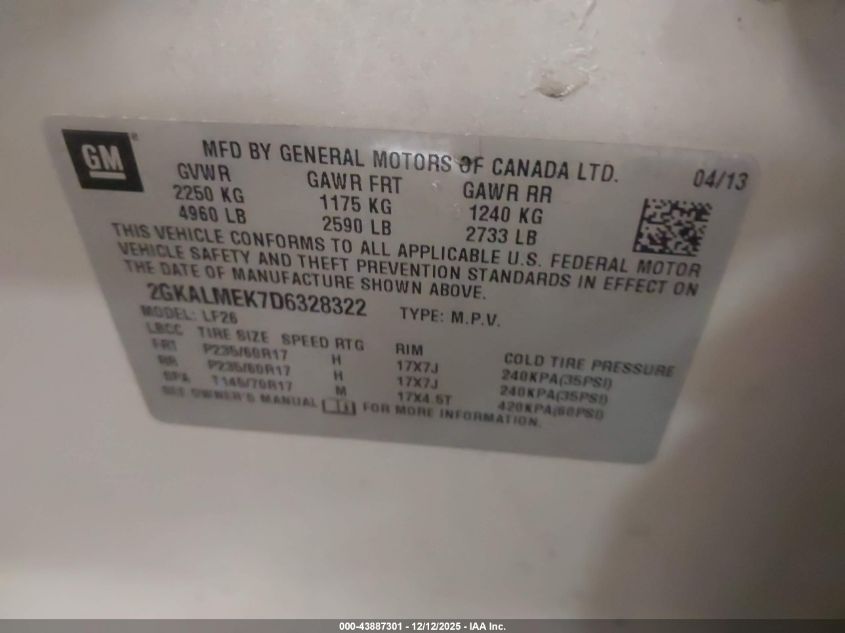 GM®
MFD BY GENERAL MOTORS OF CANADA LTD. 04/13
GVWR GAWR FRT GAWR RR
2250 KG 1175 KG 1240 KG
4960 LB 2590 LB 2733 LB
THIS VEHICLE CONFORMS TO ALL APPLICABLE U.S. FEDERAL MOTOR
VEHICLE SAFETY AND THEFT PREVENTION STANDARDS IN EFFECT ON
THE DATE OF MANUFACTURE SHOWN ABOVE.
2GKALMEK7D6328322 TYPE: M.P.V.
MODEL: LF26
LBCC TIRE SIZE SPEED RTG RIM COLD TIRE PRESSURE
FRT P235/60R17 H 17X7J 240KPA(35PSI)
RR P235/60R17 H 17X7J 240KPA(35PSI)
SPA T145/70R17 M 17X4.5T 420KPA(60PSI)
SEE OWNER'S MANUAL FOR MORE INFORMATION.
000-43887301 - 12/12/2025 - IAA Inc.